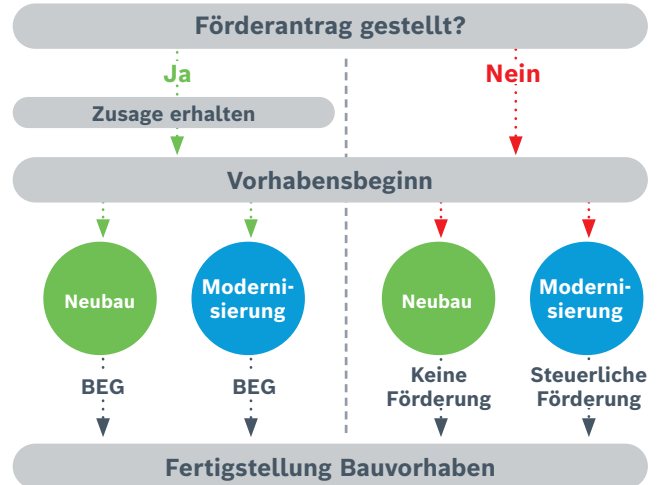 Förderantrag gestellt?
Ja
Nein
Zusage erhalten
Vorhabensbeginn
Neubau
Moderni-
sierung
Neubau
Moderni-
sierung
BEG
BEG
Keine
Förderung
Steuerliche
Förderung
Fertigstellung Bauvorhaben